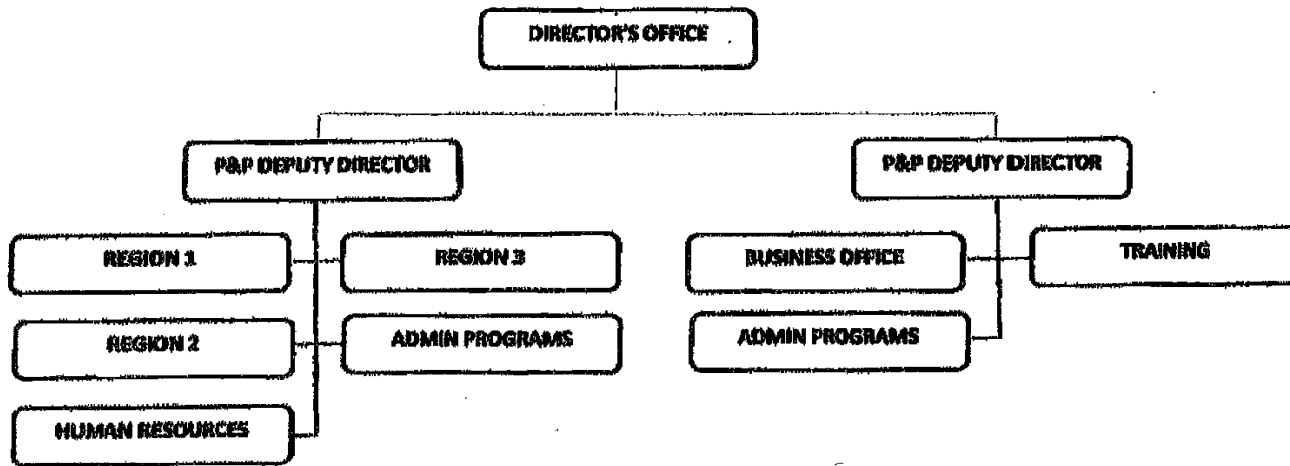 DIRECTOR'S OFFICE
P&P DEPUTY DIRECTOR
P&P DEPUTY DIRECTOR
REGION 1
REGION 3
BUSINESS OFFICE
TRAINING
REGION 2
ADMIN PROGRAMS
ADMIN PROGRAMS
HUMAN RESOURCES